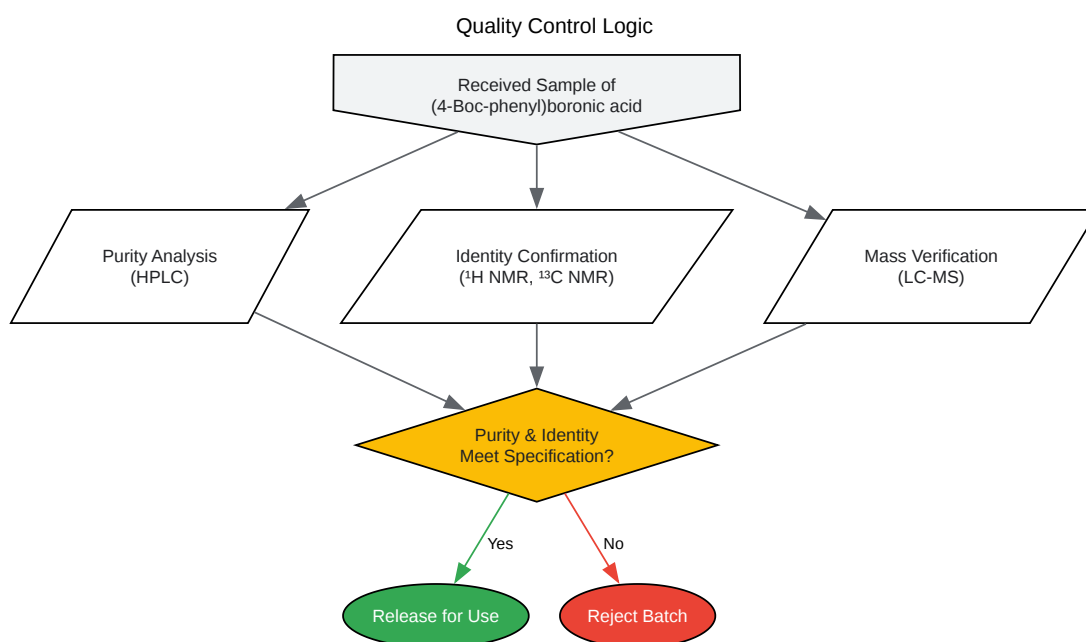 Quality Control Logic
Received Sample of
(4-Boc-phenyl)boronic acid
Purity Analysis
(HPLC)
Identity Confirmation
(¹H NMR, ¹³C NMR)
Mass Verification
(LC-MS)
Purity & Identity
Meet Specification?
Yes
No
Release for Use
Reject Batch